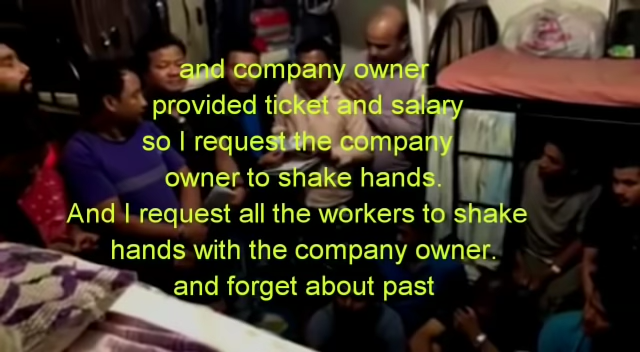 and company owner
provided ticket and salary
so I request the company
owner to shake hands.
And I request all the workers to shake
hands with the company owner.
and forget about past